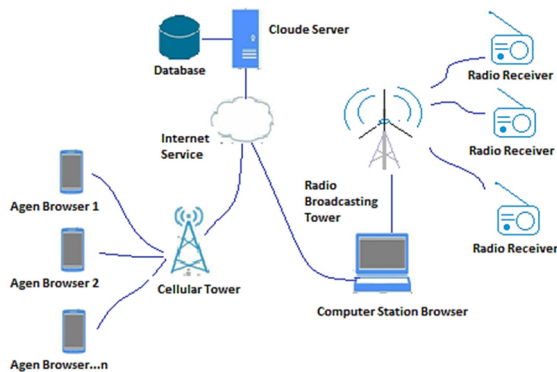 Cloude Server
Database
Radio Receiver
Internet
Service
Radio Receiver
Radio
Broadcasting
Tower
Agen Browser 1
Radio Receiver
Agen Browser 2
Cellular Tower
Computer Station Browser
Agen Browser...n